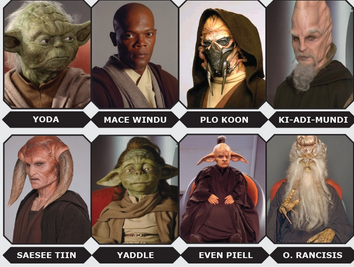 YODA
MACE WINDU
PLO KOON
KI-ADI-MUNDI
SAESEE TIIN
YADDLE
EVEN PIELL
O. RANCISIS